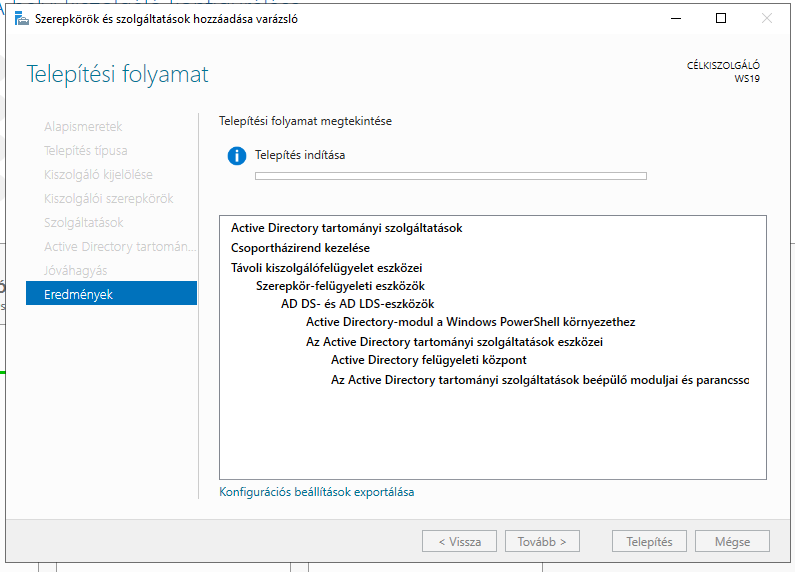 Szerepkörök és szolgáltatások hozzáadása varázsló
Telepítési folyamat
CÉLKISZOLGÁLÓ
WS19
Alapismeretek
Telepítés típusa
Kiszolgáló kijelölése
Kiszolgálói szerepkörök
Szolgáltatások
Active Directory tartomán...
Jóváhagyás
Eredmények
Telepítési folyamat megtekintése
Telepítés indítása
Active Directory tartományi szolgáltatások
Csoportházirend kezelése
Távoli kiszolgálófelügyelet eszközei
Szerepkör-felügyeleti eszközök
AD DS- és AD LDS-eszközök
Active Directory-modul a Windows PowerShell környezethez
Az Active Directory tartományi szolgáltatások eszközei
Active Directory felügyeleti központ
Az Active Directory tartományi szolgáltatások beépülő moduljai és parancsso
Konfigurációs beállítások exportálása
< Vissza
Tovább >
Telepítés
Mégse